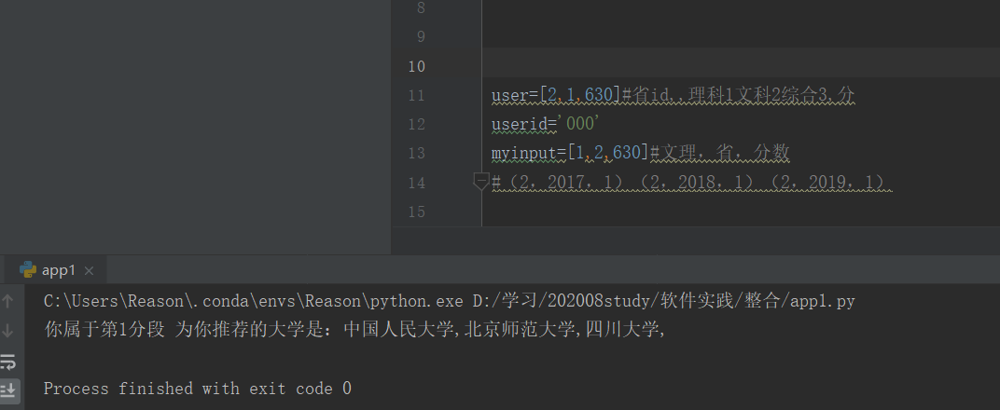 8
9
10
11 user=[2,1,630]#省id,,理科1文科2综合3,分
12 userid='000'
13 myinput=[1,2,630]#文理，省，分数
14 #（2，2017，1）（2，2018，1）（2，2019，1）
15
app1 ×
C:\Users\Reason\.conda\envs\Reason\python.exe D:/学习/202008study/软件实践/整合/app1.py
你属于第1分段 为你推荐的大学是：中国人民大学,北京师范大学,四川大学,
Process finished with exit code 0